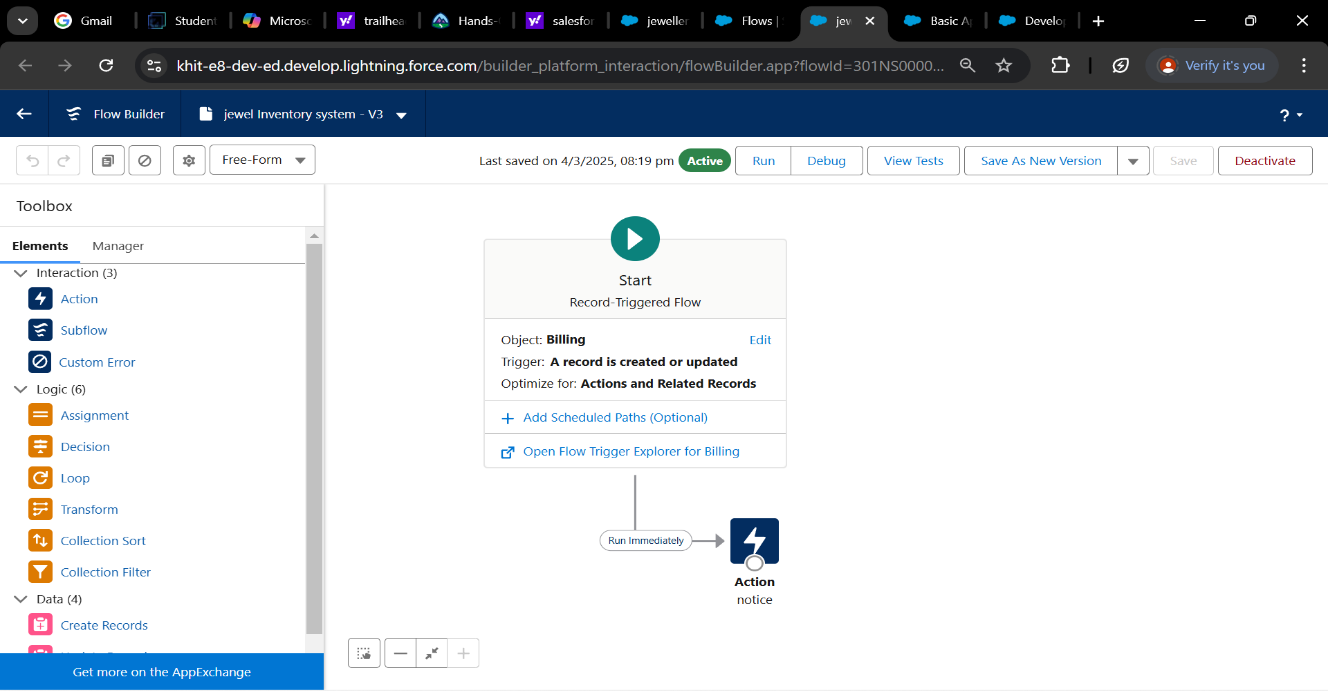 Gmail
Student
Microso
trailhea
Hands-
salesfor
jeweller
Flows |
jew
Basic A
Develo
khit-e8-dev-ed.develop.lightning.force.com/builder_platform_interaction/flowBuilder.app?flowId=301NS0000...
Verify it's you
Flow Builder
jewel Inventory system - V3
?
Free-Form
Last saved on 4/3/2025, 08:19 pm
Active
Run
Debug
View Tests
Save As New Version
Save
Deactivate
Toolbox
Elements
Manager
Interaction (3)
Action
Subflow
Custom Error
Logic (6)
Assignment
Decision
Loop
Transform
Collection Sort
Collection Filter
Data (4)
Create Records
Get more on the AppExchange
Start
Record-Triggered Flow
Object: Billing
Edit
Trigger: A record is created or updated
Optimize for: Actions and Related Records
Add Scheduled Paths (Optional)
Open Flow Trigger Explorer for Billing
Run Immediately
Action
notice